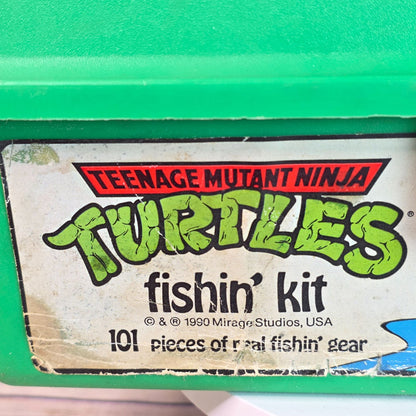 TEENAGE MUTANT NINJA
TURTLES®
fishin' kit
© & ® 1990 Mirage Studios, USA
101 pieces of real fishin' gear